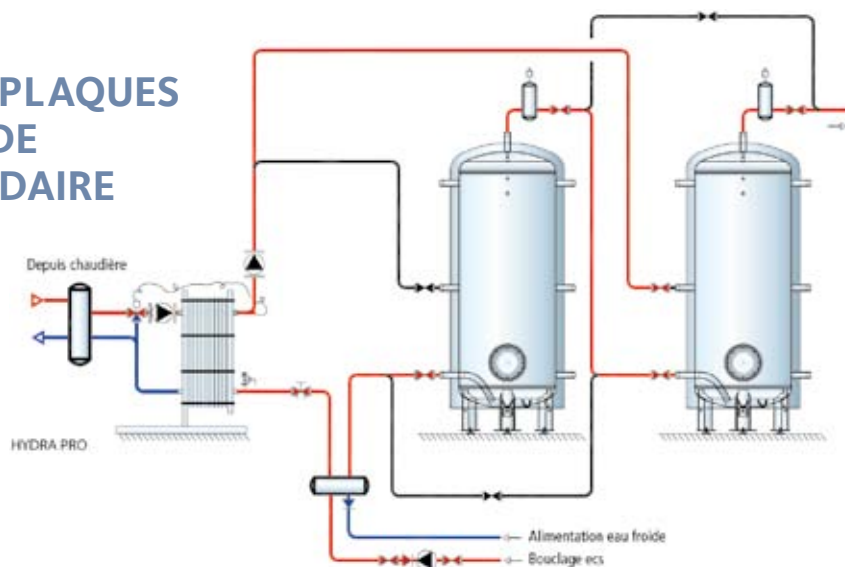 PLAQUES
DE
DAIRE
Depuis chaudière
HYDRA PRO
Alimentation eau froide
Bouclage ecs